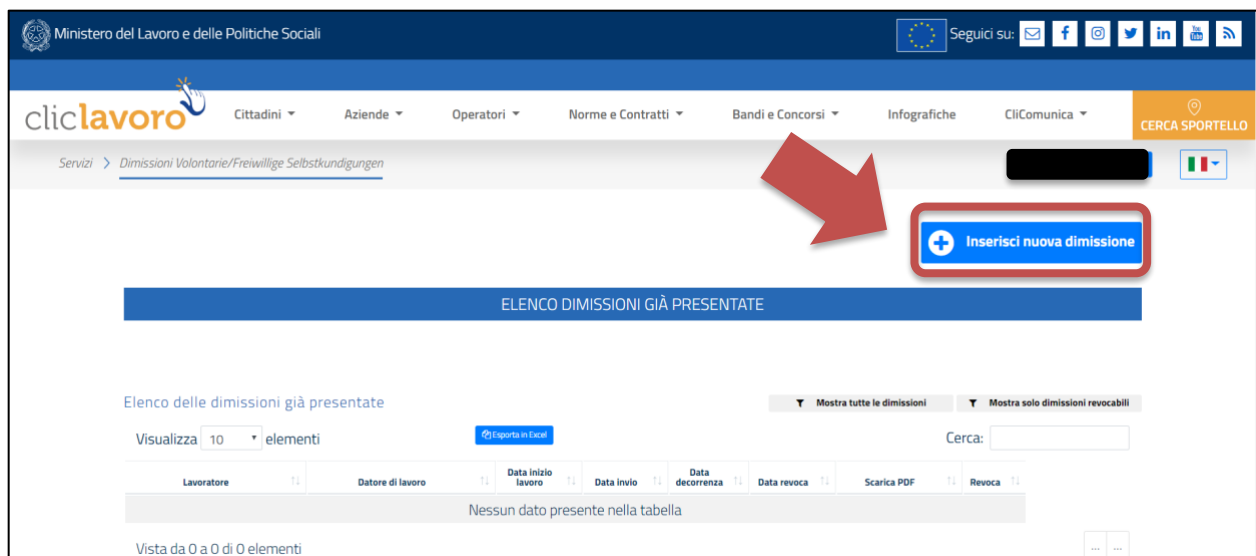 Ministero del Lavoro e delle Politiche Sociali
Seguici su:
You Tube
cliclavoro
Cittadini
Aziende
Operatori
Norme e Contratti
Bandi e Concorsi
Infografiche
CliComunica
CERCA SPORTELLO
Servizi > Dimissioni Volontarie/Freiwillige Selbstkundigungen
Inserisci nuova dimissione
ELENCO DIMISSIONI GIÀ PRESENTATE
Elenco delle dimissioni già presentate
Mostra tutte le dimissioni
Mostra solo dimissioni revocabili
Visualizza 10 elementi
Esporta in Excel
Cerca:
Lavoratore
Datore di lavoro
Data inizio lavoro
Data invio
Data decorrenza
Data revoca
Scarica PDF
Revoca
Nessun dato presente nella tabella
Vista da 0 a 0 di 0 elementi
... ...